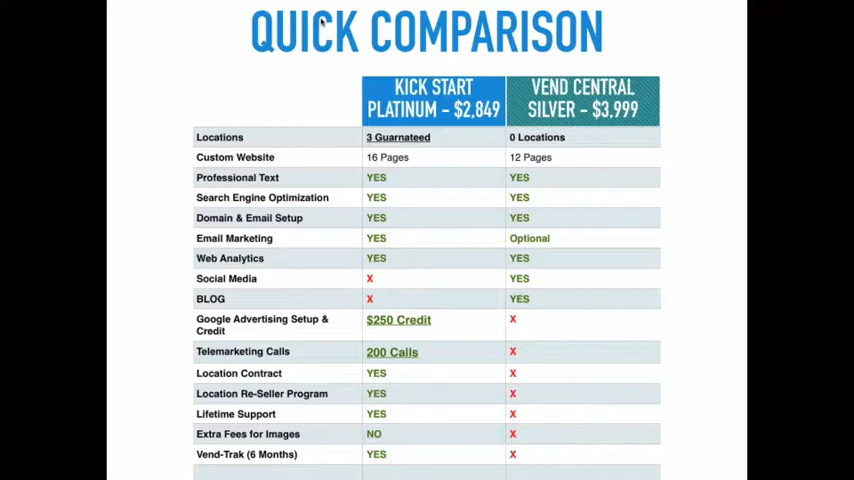 QUICK COMPARISON
KICK START
PLATINUM - $2,849
VEND CENTRAL
SILVER - $3,999
Locations 3 Guarnateed 0 Locations
Custom Website 16 Pages 12 Pages
Professional Text YES YES
Search Engine Optimization YES YES
Domain & Email Setup YES YES
Email Marketing YES Optional
Web Analytics YES YES
Social Media X YES
BLOG X YES
Google Advertising Setup & $250 Credit X
Credit
Telemarketing Calls 200 Calls X
Location Contract YES X
Location Re-Seller Program YES X
Lifetime Support YES X
Extra Fees for Images NO X
Vend-Trak (6 Months) YES X